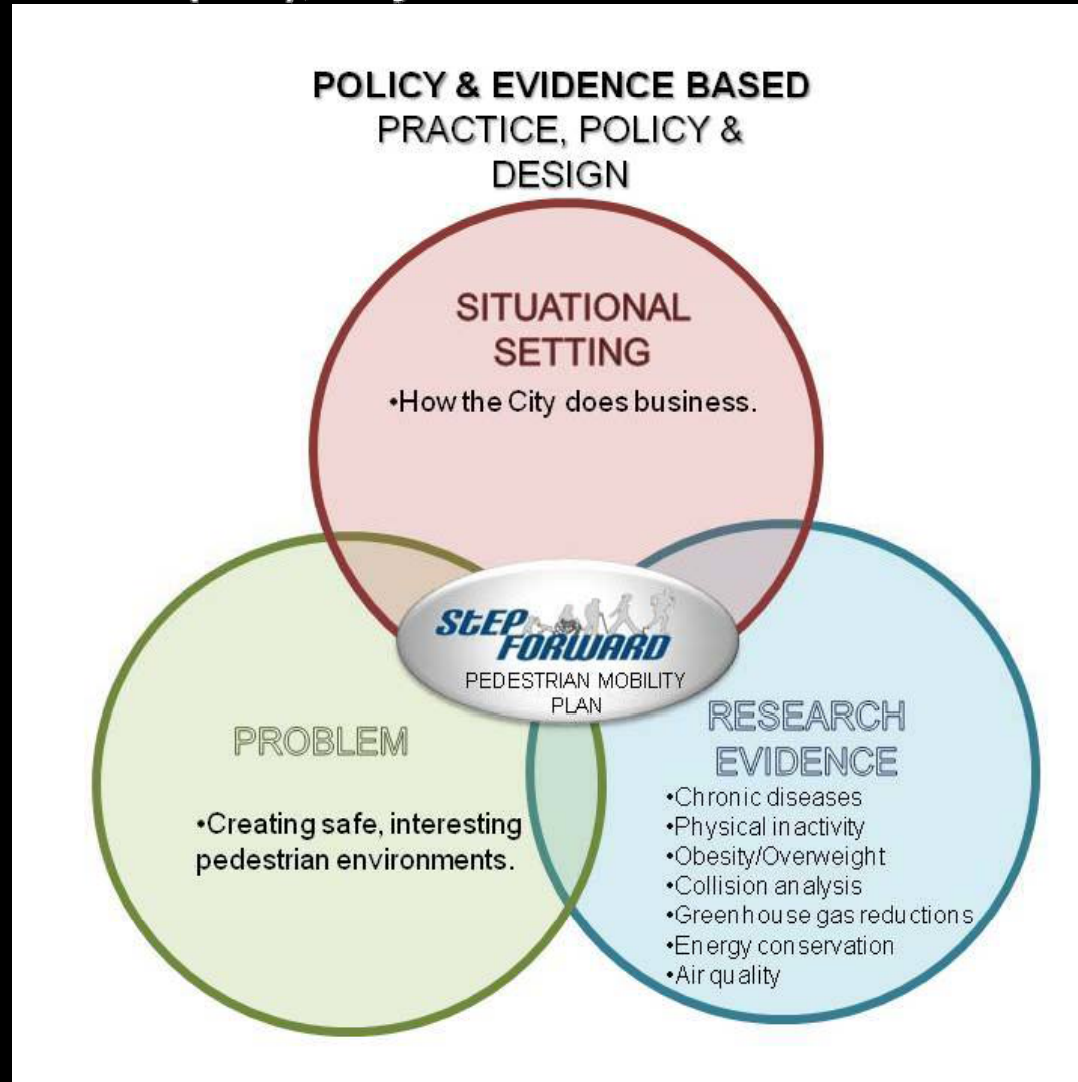 POLICY & EVIDENCE BASED
PRACTICE, POLICY &
DESIGN
SITUATIONAL
SETTING
•How the City does business.
StEP
FORWARD
PEDESTRIAN MOBILITY
PLAN
PROBLEM
•Creating safe, interesting
pedestrian environments.
RESEARCH
EVIDENCE
•Chronic diseases
•Physical inactivity
•Obesity/Overweight
•Collision analysis
•Greenhouse gas reductions
•Energy conservation
•Air quality